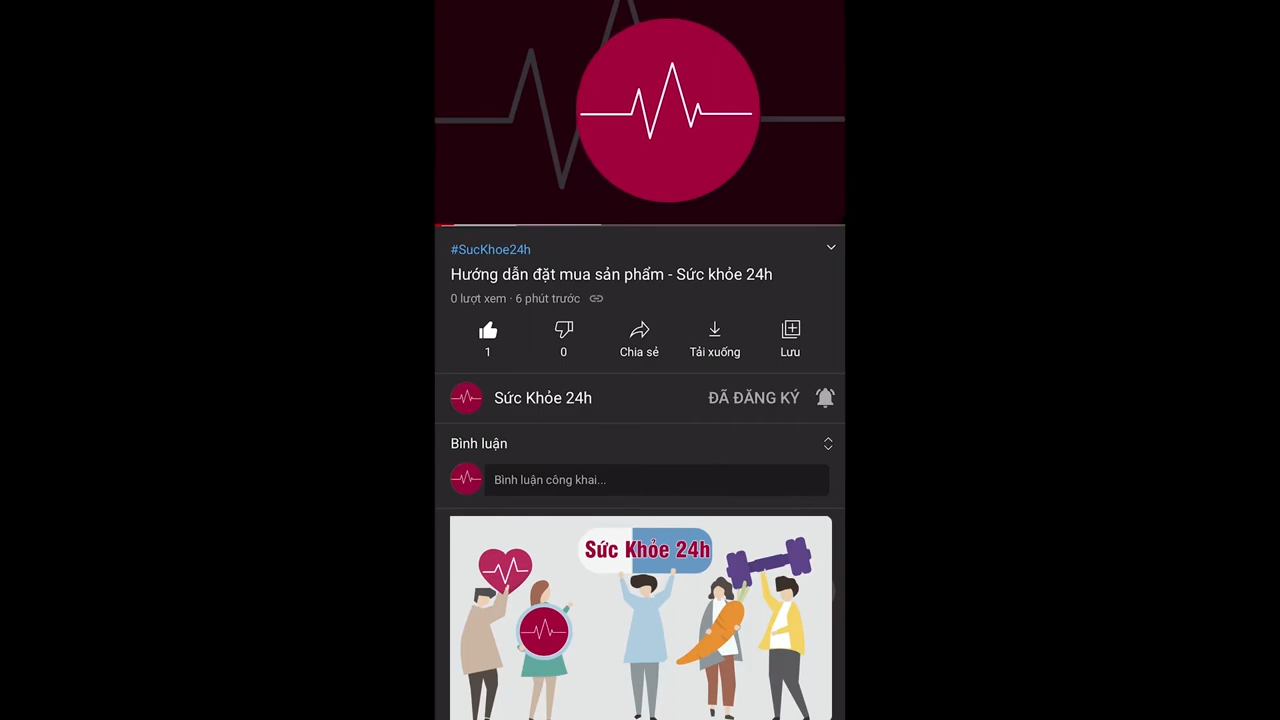 #SucKhoe24h
Hướng dẫn đặt mua sản phẩm - Sức khỏe 24h
0 lượt xem · 6 phút trước
1
0
Chia sẻ
Tải xuống
Lưu
Sức Khỏe 24h
ĐÃ ĐĂNG KÝ
Bình luận
Bình luận công khai...
Sức Khỏe 24h